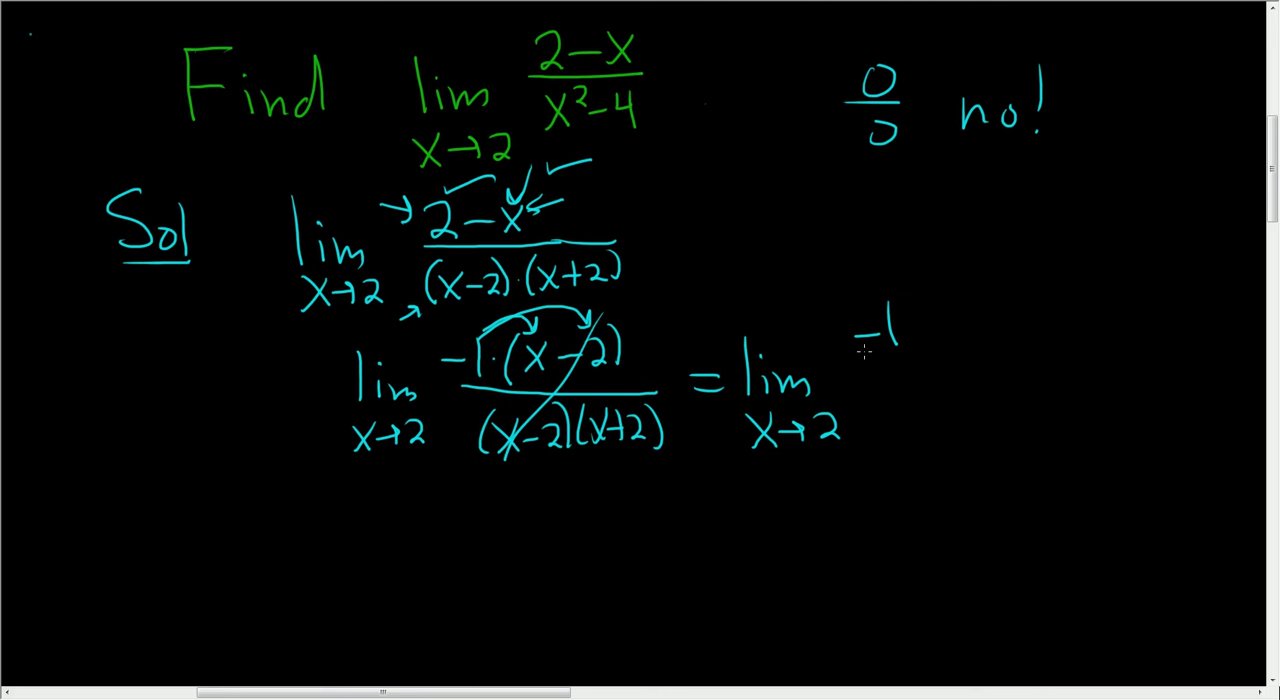 Find lim x→2 (2-x)/(x²-4)
0/0 no!
Sol lim x→2 (2-x)/((x-2)·(x+2))
lim x→2 (-1·(x-2))/((x-2)(x+2)) = lim x→2 -1